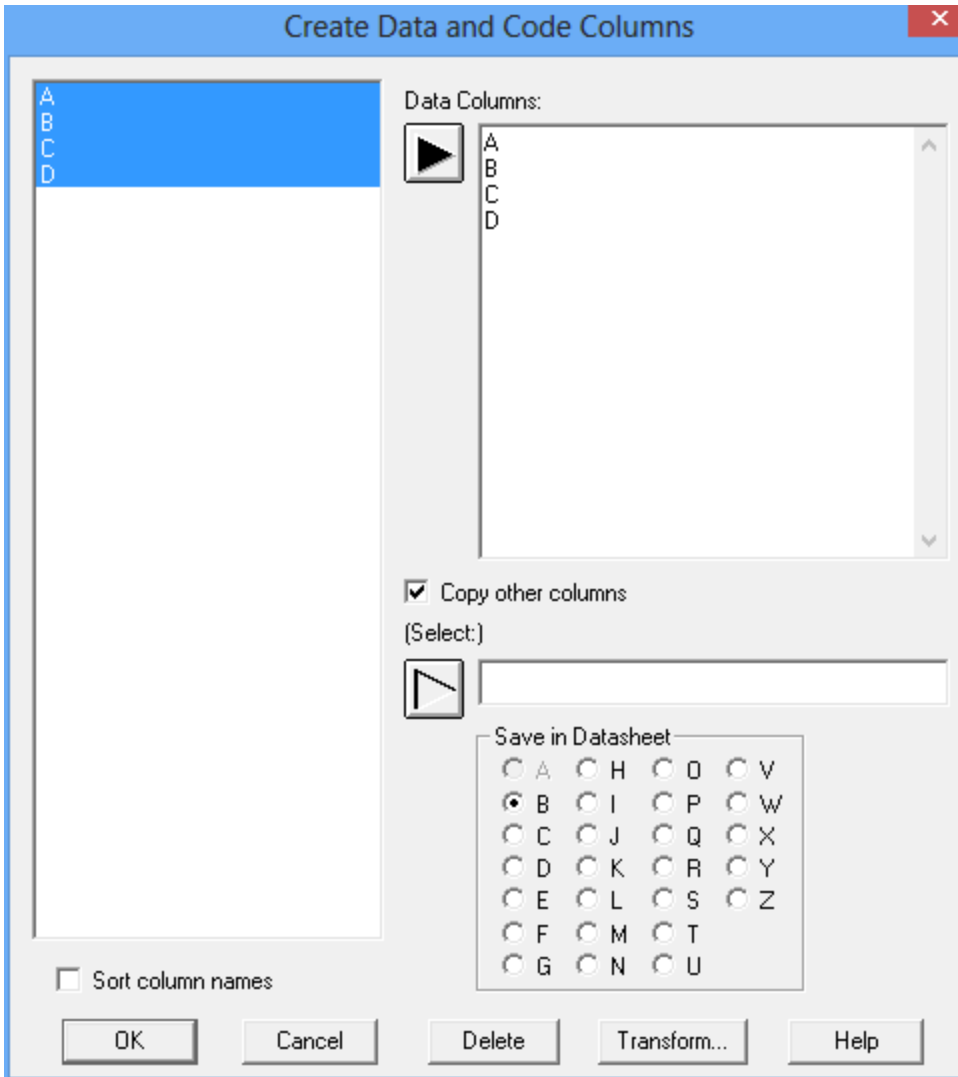 Create Data and Code Columns
A
B
C
D
Data Columns:
A
B
C
D
Copy other columns
(Select:)
Save in Datasheet
A H O V
B I P W
C J Q X
D K R Y
E L S Z
F M T
G N U
Sort column names
OK Cancel Delete Transform... Help